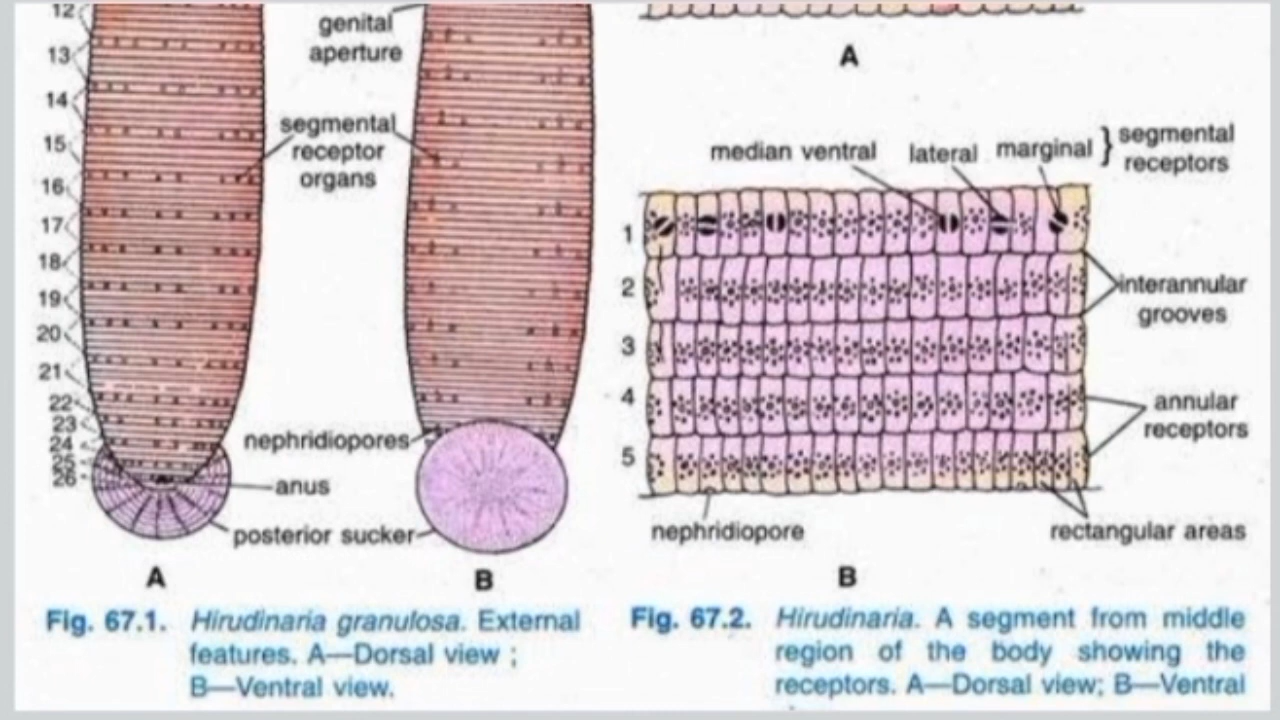 12
13
14
15
16
17
18
19
20
21
22
23
24
25
26
genital
aperture
segmental
receptor
organs
nephridiopores
anus
posterior sucker
A
B
Fig. 67.1. Hirudinaria granulosa. External
features. A—Dorsal view ;
B—Ventral view.
A
median ventral lateral marginal } segmental
receptors
1
2
3
4
5
interannular
grooves
annular
receptors
nephridiopore
rectangular areas
B
Fig. 67.2. Hirudinaria. A segment from middle
region of the body showing the
receptors. A—Dorsal view; B—Ventral